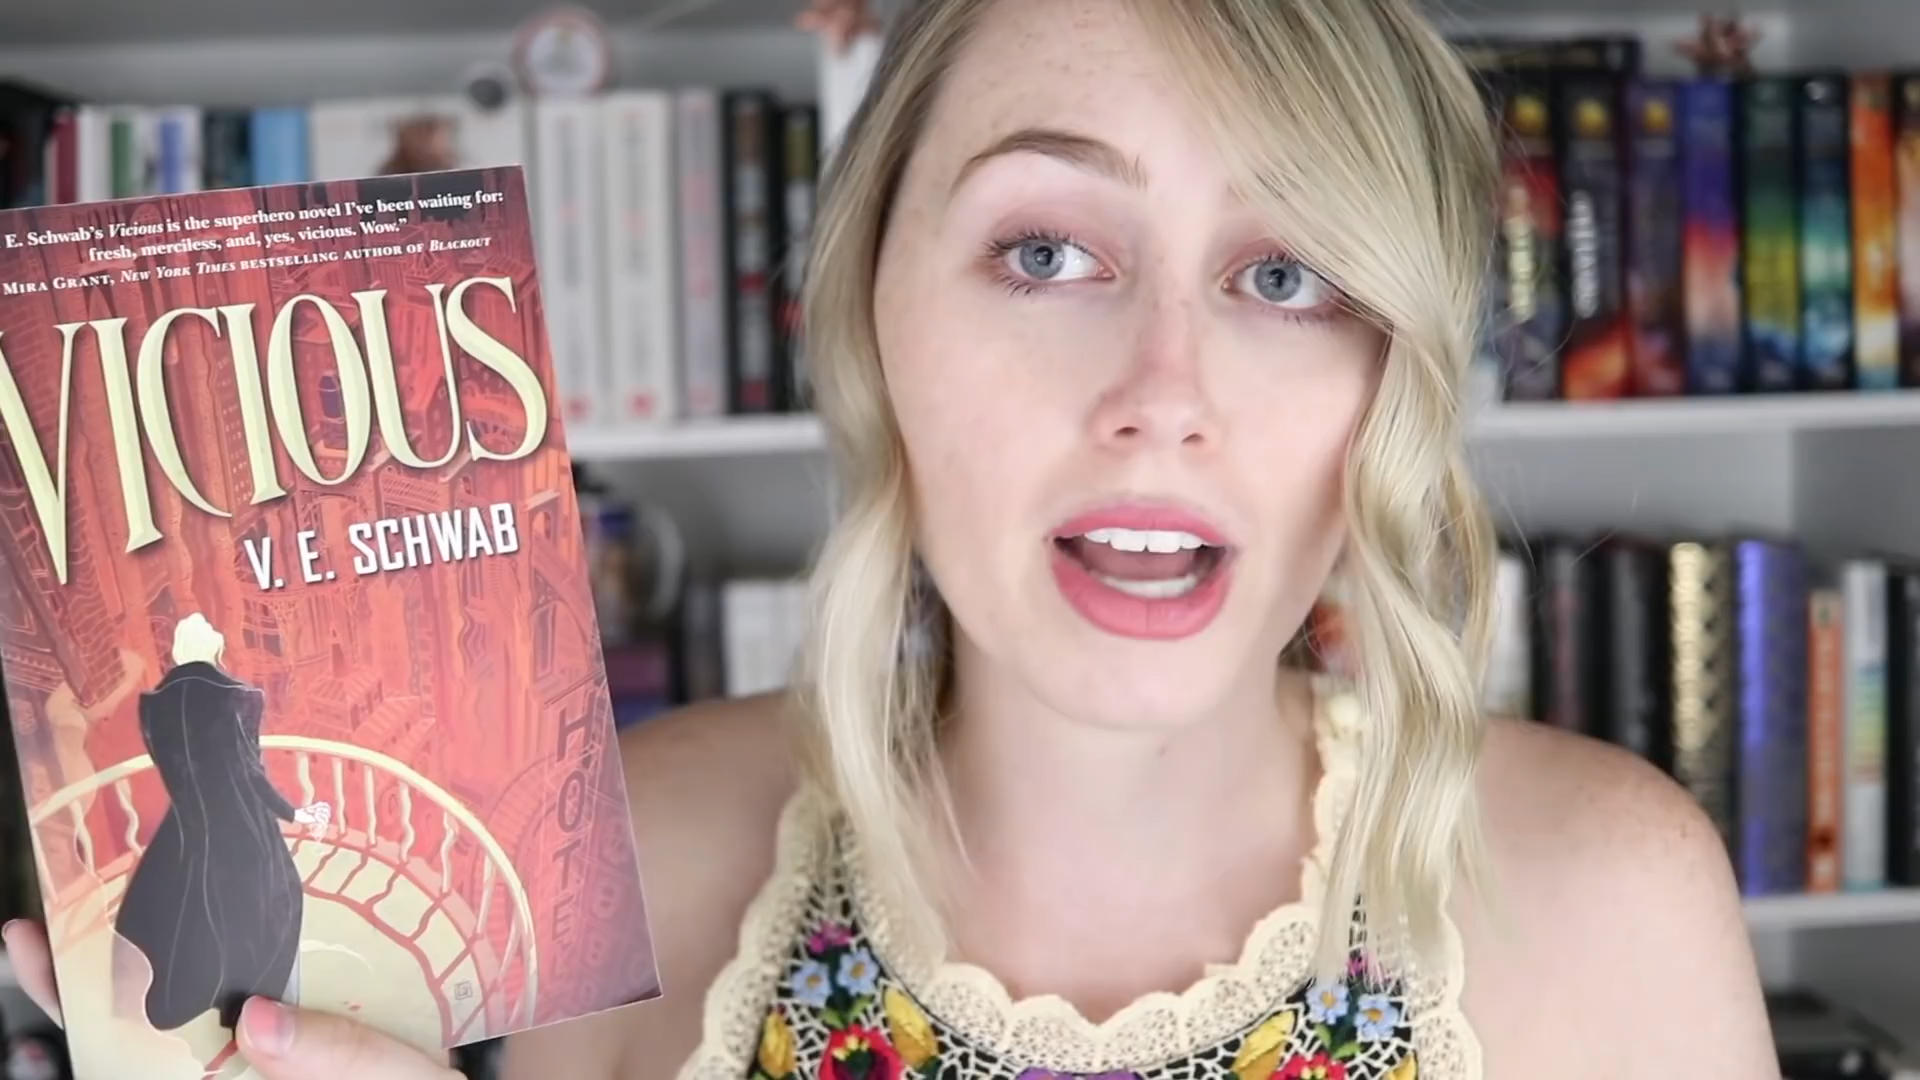 E. Schwab's Vicious is the superhero novel I've been waiting for:
fresh, merciless, and, yes, vicious. Wow."
MIRA GRANT, NEW YORK TIMES BESTSELLING AUTHOR OF BLACKOUT
VICIOUS
V. E. SCHWAB
HOTEL